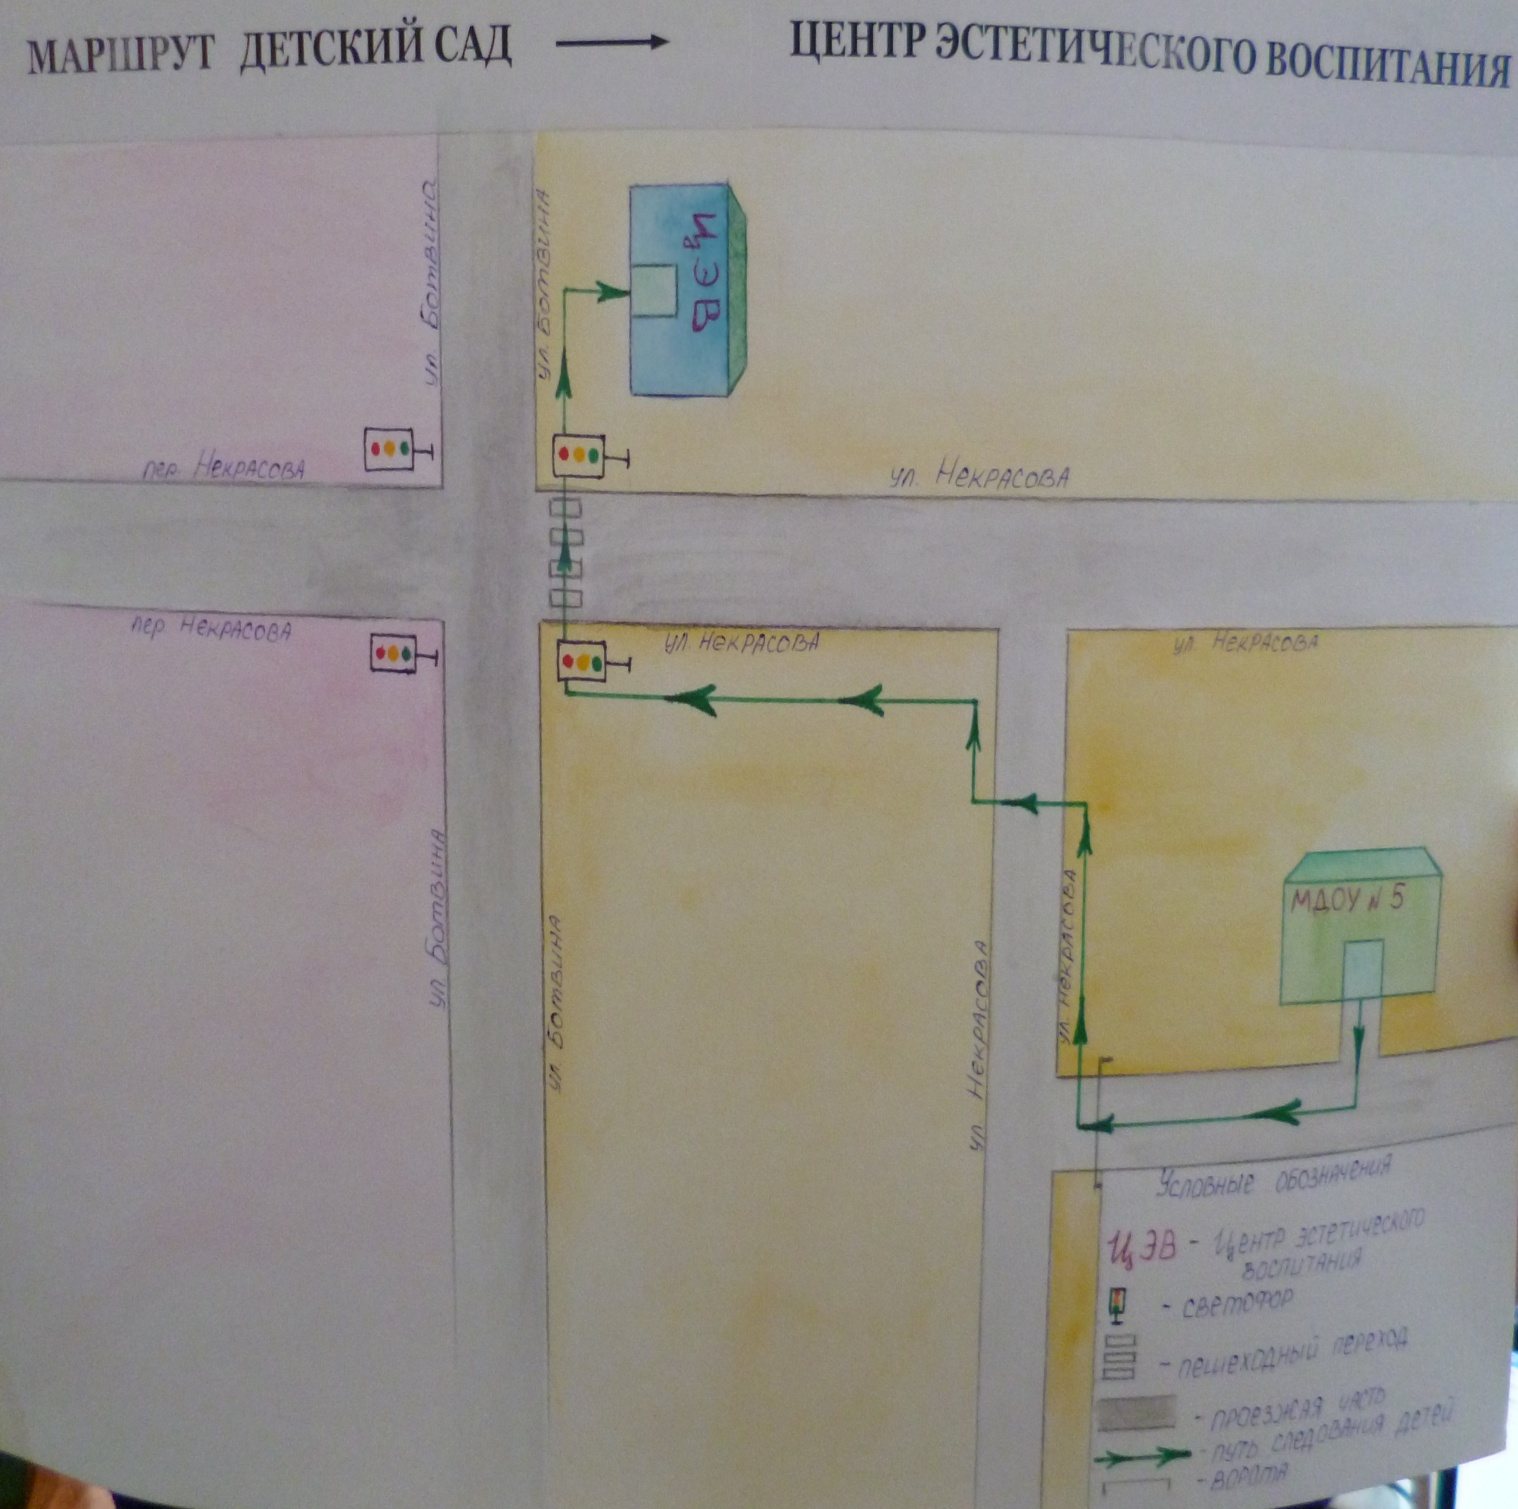 МАРШРУТ ДЕТСКИЙ САД
ЦЕНТР ЭСТЕТИЧЕСКОГО ВОСПИТАНИЯ
ул. Ботвина
ул. Ботвина
ЦЭВ
пер. Некрасова
ул. Некрасова
пер. Некрасова
ул. Некрасова
ул. Некрасова
ул Ботвина
ул. Ботвина
ул. Некрасова
ул. Некрасова
МДОУ N 5
Условные обозначения
ЦЭВ - Центр эстетического
воспитания
- светофор
- пешеходный переход
- проезжая часть
- путь следования детей
- ворота